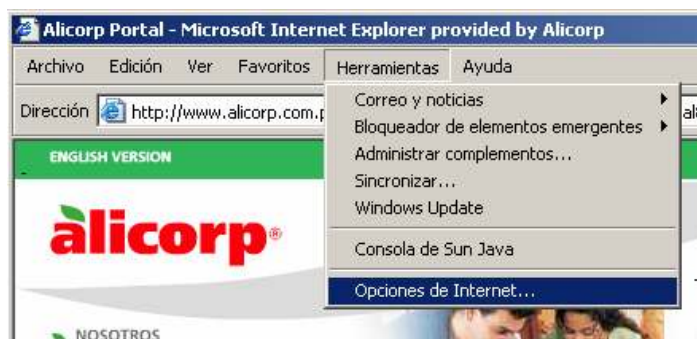 Alicorp Portal - Microsoft Internet Explorer provided by Alicorp
Archivo Edición Ver Favoritos Herramientas Ayuda
Dirección http://www.alicorp.com.p
Correo y noticias
Bloqueador de elementos emergentes
Administrar complementos...
Sincronizar...
Windows Update
Consola de Sun Java
Opciones de Internet...
ENGLISH VERSION
alicorp®
NOSOTROS